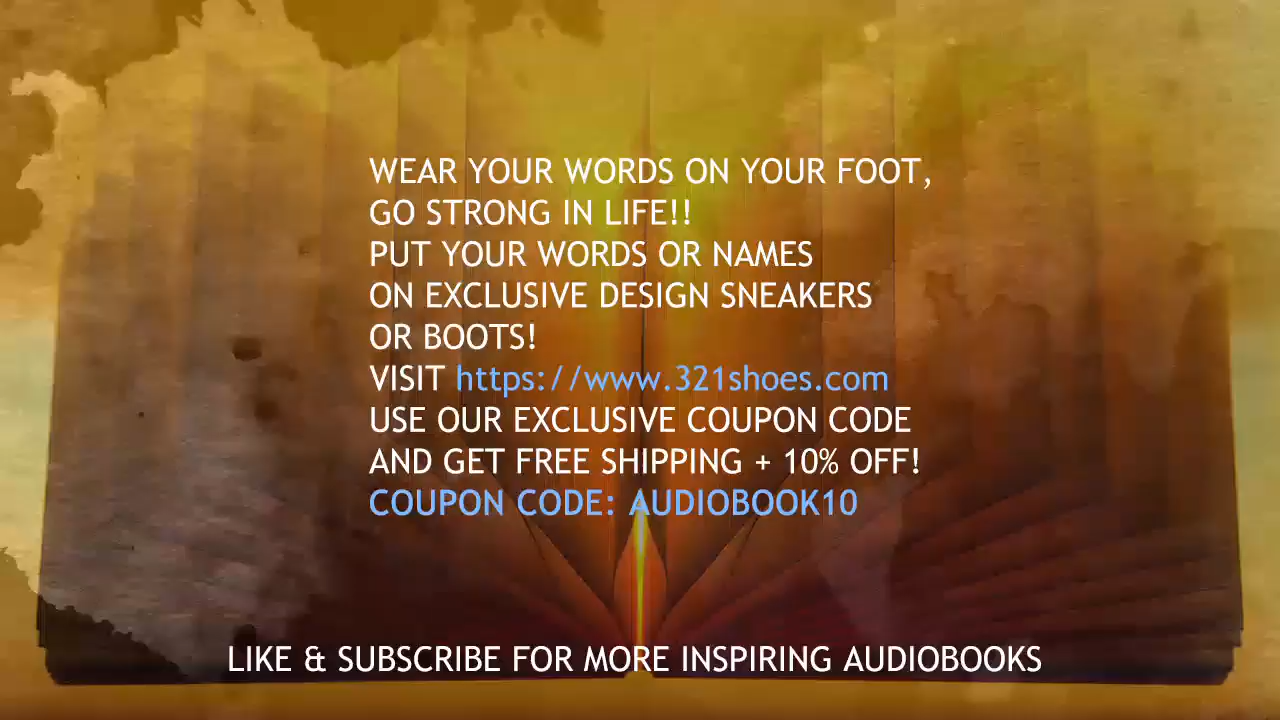 WEAR YOUR WORDS ON YOUR FOOT,
GO STRONG IN LIFE!!
PUT YOUR WORDS OR NAMES
ON EXCLUSIVE DESIGN SNEAKERS
OR BOOTS!
VISIT https://www.321shoes.com
USE OUR EXCLUSIVE COUPON CODE
AND GET FREE SHIPPING + 10% OFF!
COUPON CODE: AUDIOBOOK10
LIKE & SUBSCRIBE FOR MORE INSPIRING AUDIOBOOKS